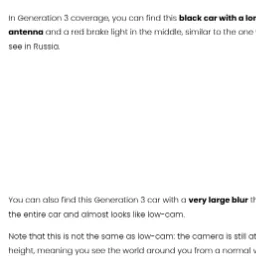 In Generation 3 coverage, you can find this black car with a lo
antenna and a red brake light in the middle, similar to the one
see in Russia.
You can also find this Generation 3 car with a very large blur th
the entire car and almost looks like low-cam.
Note that this is not the same as low-cam: the camera is still at
height, meaning you see the world around you from a normal v